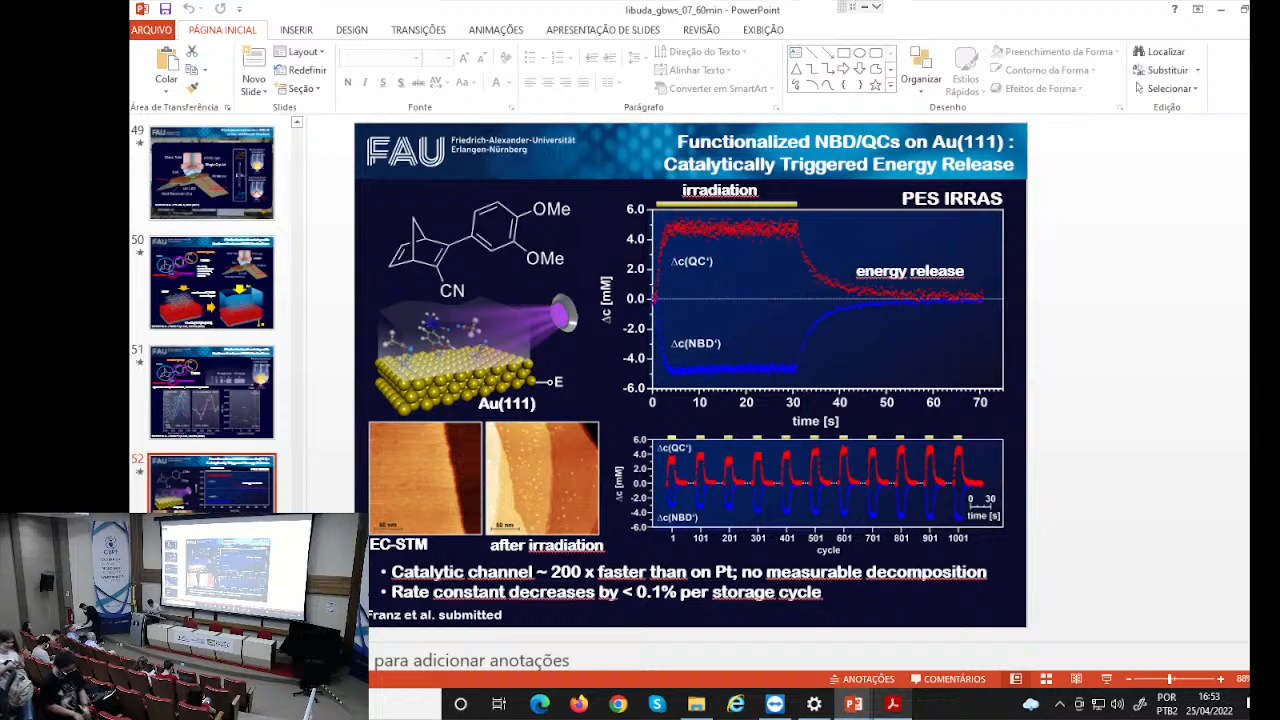 libuda_gbws_07_60min - PowerPoint
?
ARQUIVO
PÁGINA INICIAL
INSERIR
DESIGN
TRANSIÇÕES
ANIMAÇÕES
APRESENTAÇÃO DE SLIDES
REVISÃO
EXIBIÇÃO
Colar
Área de Transferência
Novo
Slide
Layout
Redefinir
Seção
Slides
N
I
S
S
abc
AV
Aa
A
Fonte
Direção do Texto
Alinhar Texto
Converter em SmartArt
Parágrafo
Organizar
Estilos
Rápidos
Preenchimento da Forma
Contorno da Forma
Efeitos de Forma
Desenho
Localizar
Substituir
Selecionar
Edição
49
50
51
52
FAU
Friedrich-Alexander-Universität
Erlangen-Nürnberg
Functionalized NBD/QCs on Au(111) :
Catalytically Triggered Energy Release
OMe
OMe
CN
E
Au(111)
irradiation
PES IRRAS
6.0
4.0
2.0
0.0
-2.0
-4.0
-6.0
Δc [mM]
Δc(QC')
energy release
Δc(NBD')
0
10
20
30
40
50
60
70
time [s]
50 nm
50 nm
EC-STM
after irradiation
6.0
4.0
2.0
0.0
-2.0
-4.0
-6.0
Δc [mM]
Δc(QC')
Δc(NBD')
0
30
time [s]
1
101
201
301
401
501
601
701
801
901
1001
cycle
• Catalytic channel ~ 200 x faster than on Pt; no measurable decomposition
• Rate constant decreases by < 0.1% per storage cycle
Franz et al. submitted
para adicionar anotações
ANOTAÇÕES
COMENTÁRIOS
88%
POR
PTB2
16:53
25/04/2022